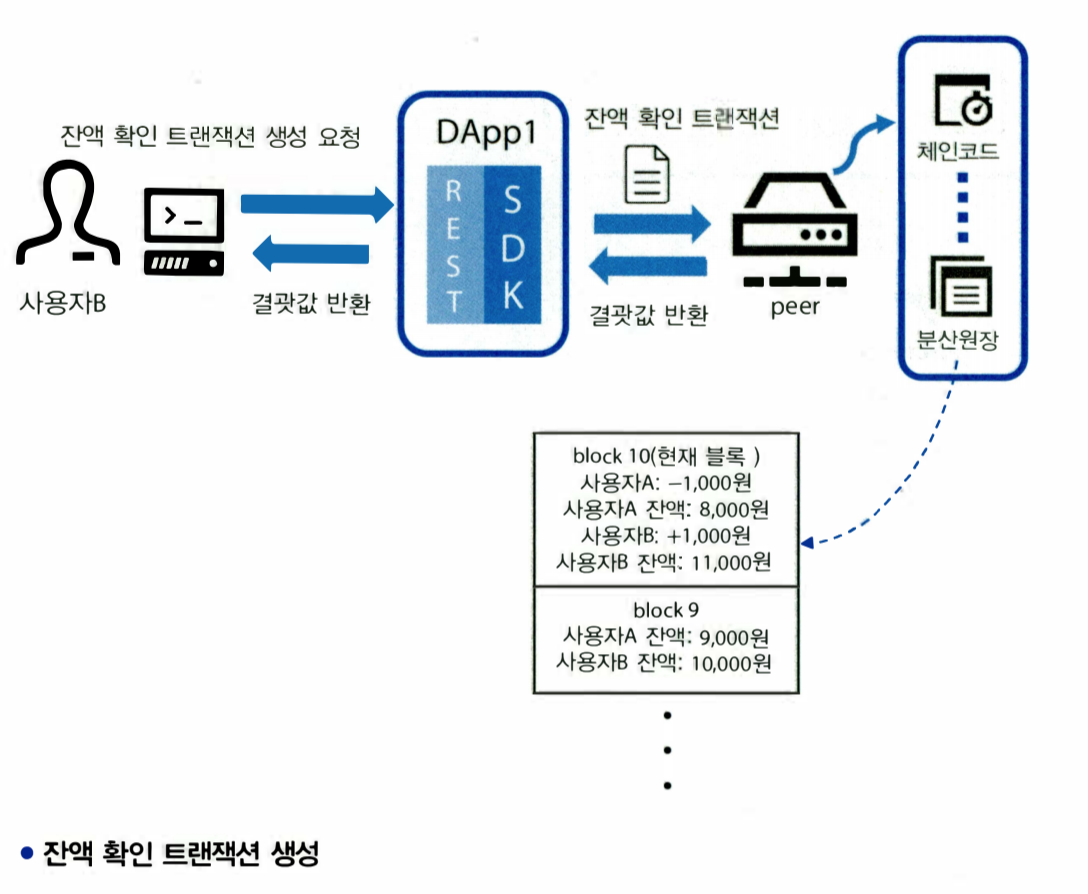 잔액 확인 트랜잭션 생성 요청
사용자B
결괏값 반환
DApp1
REST
SDK
잔액 확인 트랜잭션
결괏값 반환
peer
체인코드
분산원장
block 10(현재 블록 )
사용자A: −1,000원
사용자A 잔액: 8,000원
사용자B: +1,000원
사용자B 잔액: 11,000원
block 9
사용자A 잔액: 9,000원
사용자B 잔액: 10,000원
• 잔액 확인 트랜잭션 생성